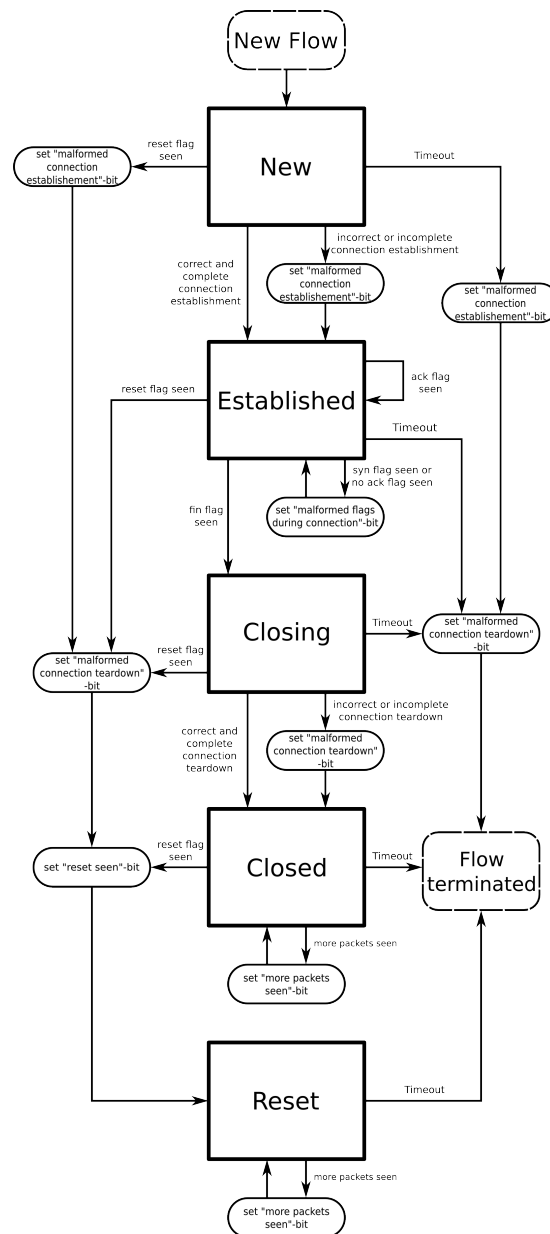 New Flow
reset flag
seen
set "malformed
connection
establishement"-bit
New
Timeout
correct and
complete
connection
establishment
incorrect or incomplete
connection establishment
set "malformed
connection
establishement"-bit
set "malformed
connection
establishement"-bit
reset flag seen
Established
ack flag
seen
Timeout
fin flag
seen
syn flag seen or
no ack flag seen
set "malformed flags
during connection"-bit
Closing
Timeout
set "malformed
connection teardown"
-bit
reset flag
seen
set "malformed
connection teardown"
-bit
correct and
complete
connection
teardown
incorrect or incomplete
connection teardown
set "malformed
connection teardown"
-bit
reset flag
seen
set "reset seen"-bit
Closed
Timeout
Flow
terminated
more packets seen
set "more packets
seen"-bit
Reset
Timeout
more packets seen
set "more packets
seen"-bit